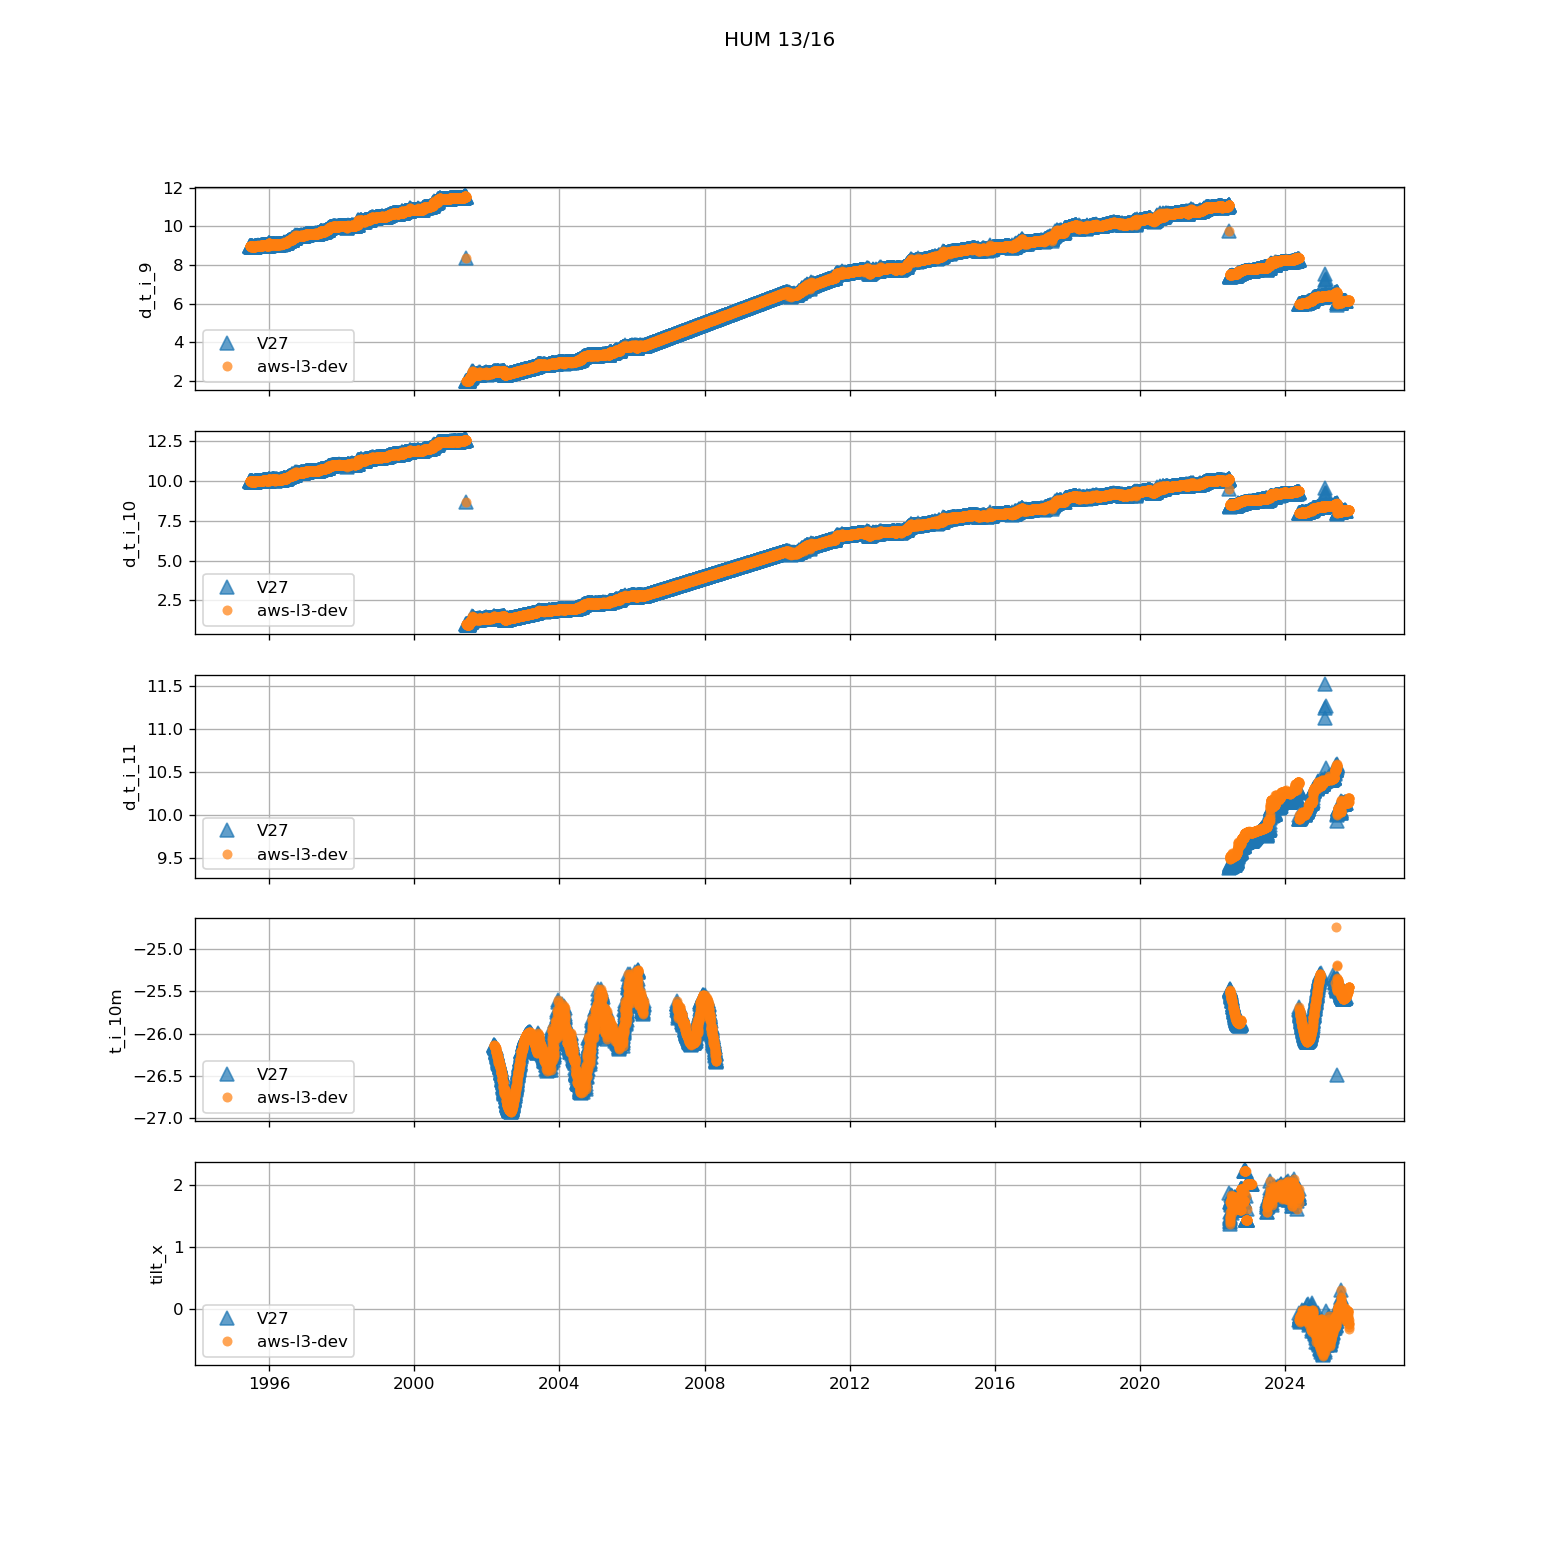 HUM 13/16
12
10
8
6
4
2
d_t_i_9
V27
aws-l3-dev
12.5
10.0
7.5
5.0
2.5
d_t_i_10
V27
aws-l3-dev
11.5
11.0
10.5
10.0
9.5
d_t_i_11
V27
aws-l3-dev
−25.0
−25.5
−26.0
−26.5
−27.0
t_i_10m
V27
aws-l3-dev
2
1
0
tilt_x
V27
aws-l3-dev
1996 2000 2004 2008 2012 2016 2020 2024